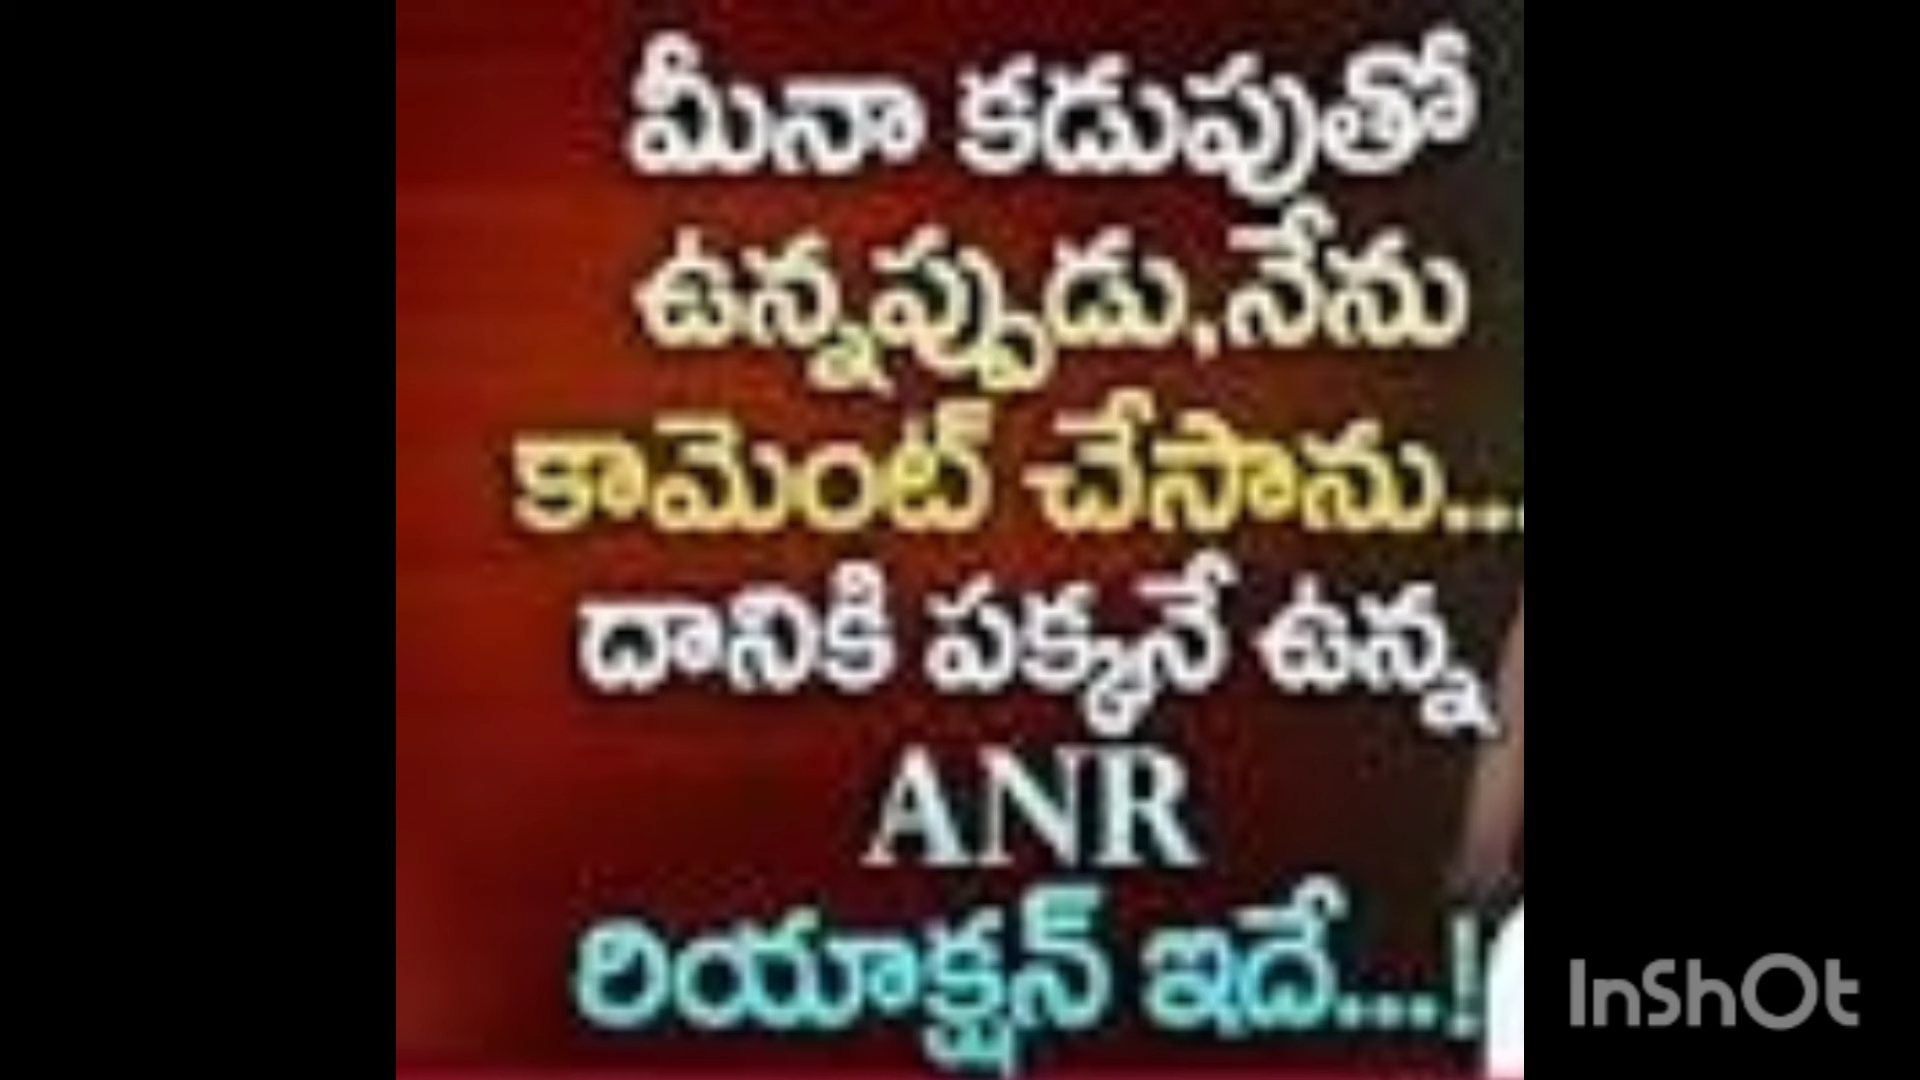 మీనా కడుపుతో
ఉన్నప్పుడు,నేను
కామెంట్ చేసాను...
దానికి పక్కనే ఉన్న
ANR
రియాక్షన్ ఇదే...!
InShOt